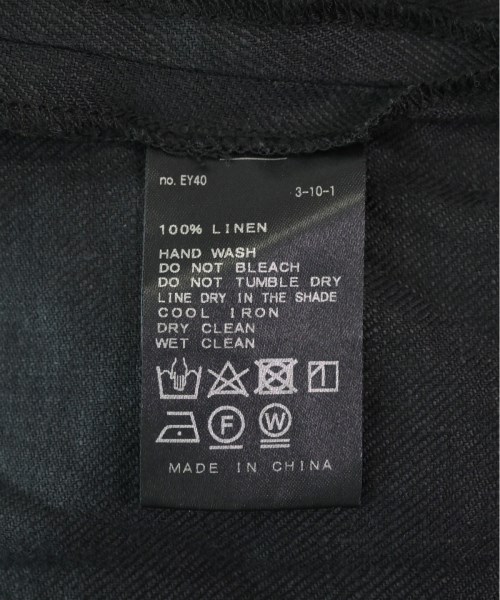 no. EY40
3-10-1
100% LINEN
HAND WASH
DO NOT BLEACH
DO NOT TUMBLE DRY
LINE DRY IN THE SHADE
COOL IRON
DRY CLEAN
WET CLEAN
F W
MADE IN CHINA